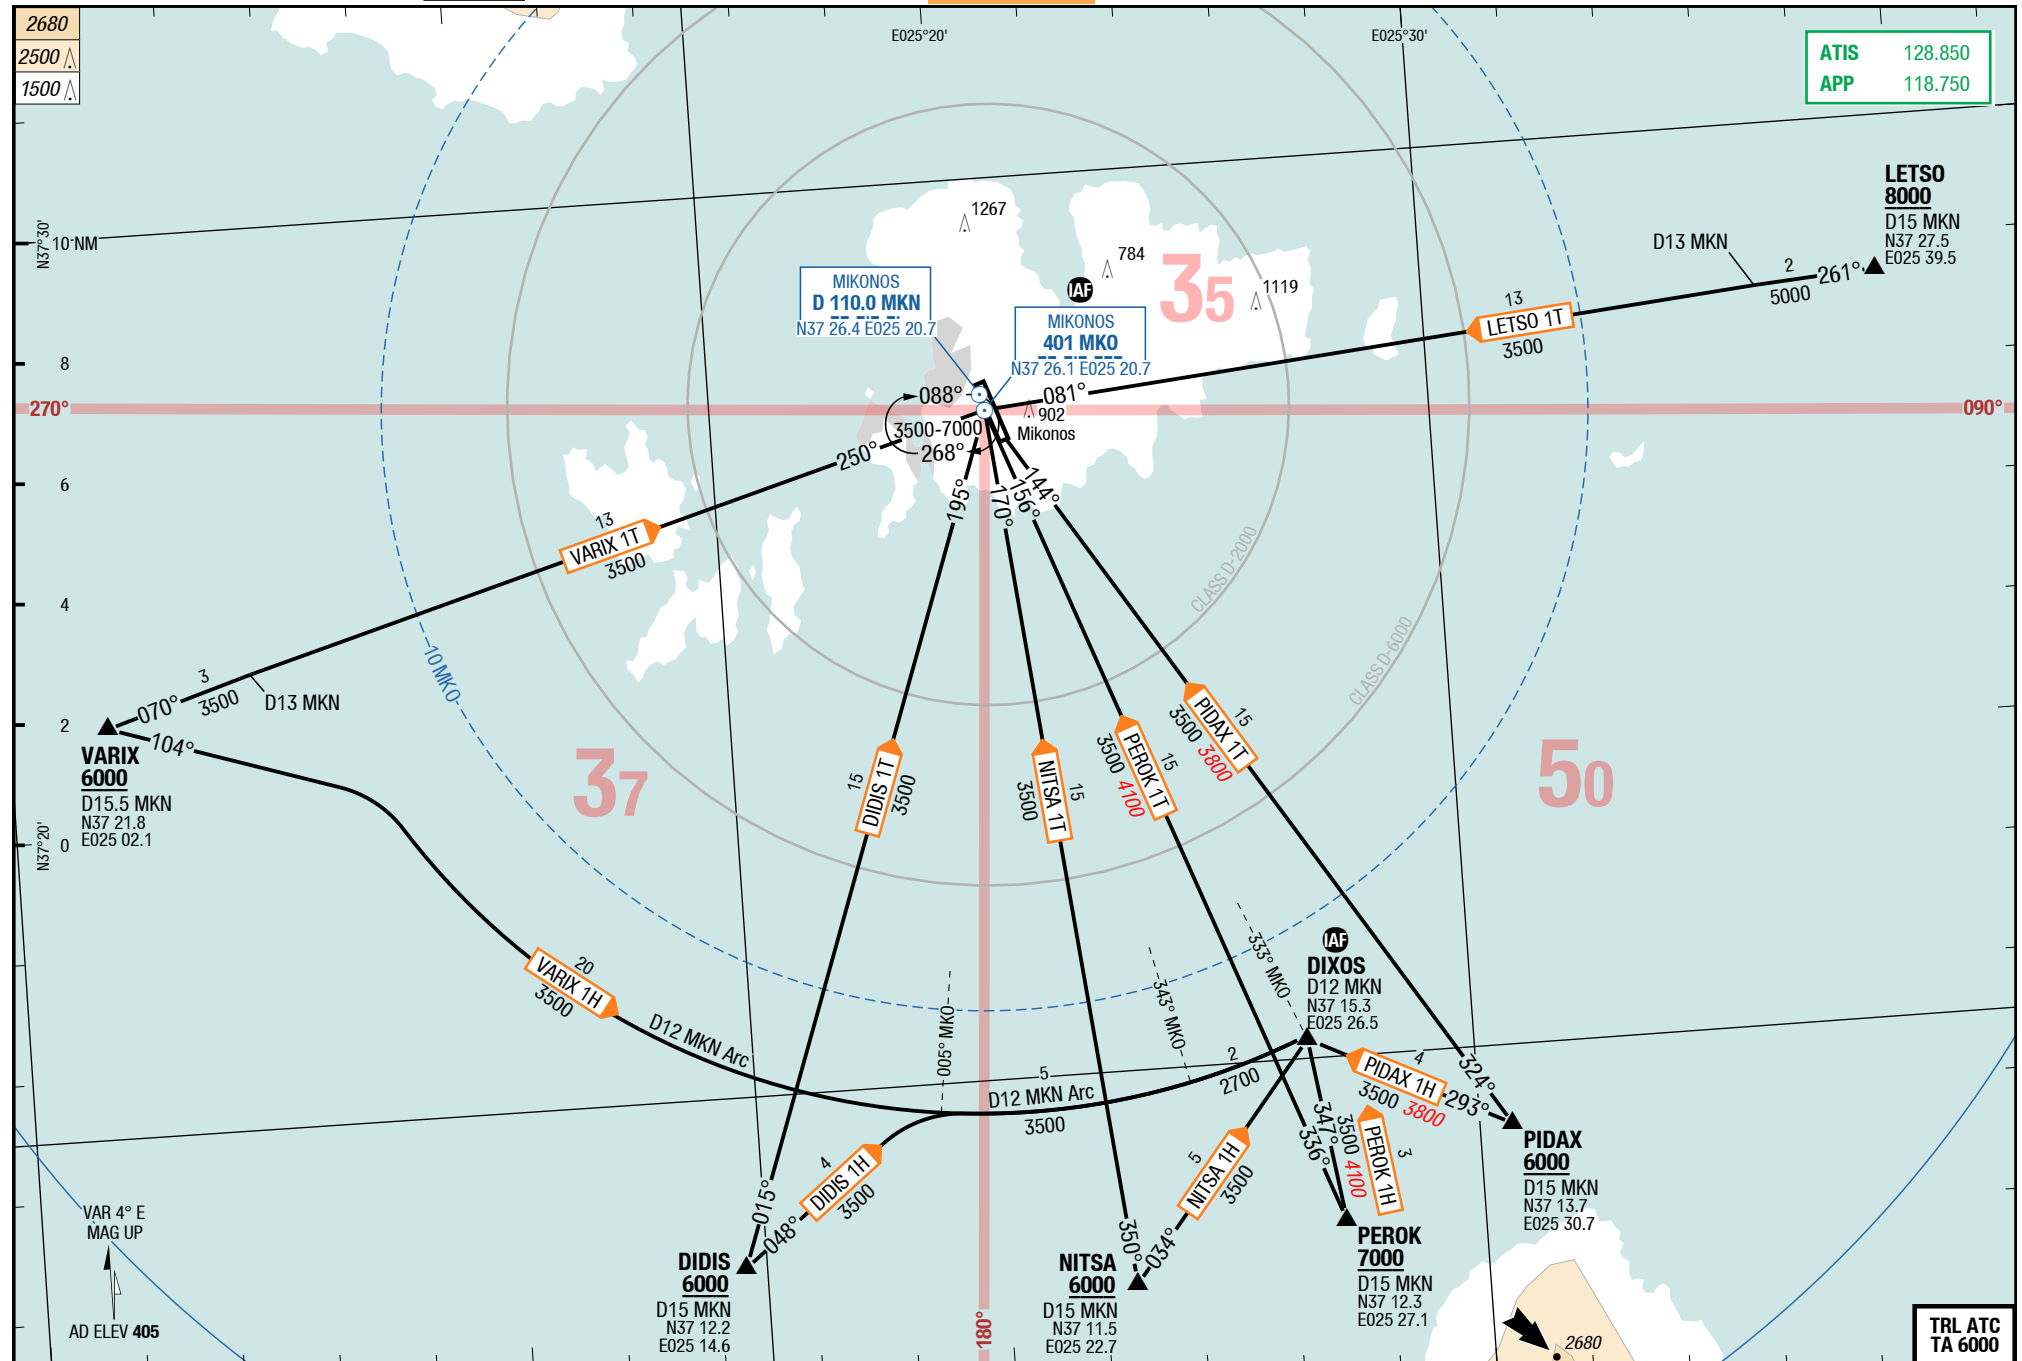 2680
2500
1500
E025°20'
E025°30'
ATIS 128.850
APP 118.750
LETSO
8000
D15 MKN
N37 27.5
E025 39.5
D13 MKN
2
261°
5000
13
LETSO 1T
3500
N37°30'
10 NM
8
6
4
2
0
N37°20'
1267
784
1119
902
35
IAF
MIKONOS
D 110.0 MKN
N37 26.4 E025 20.7
MIKONOS
401 MKO
N37 26.1 E025 20.7
270°
090°
088°
081°
3500-7000
268°
Mikonos
250°
195°
170°
156°
144°
13
VARIX 1T
3500
CLASS D-2000
CLASS D-6000
10 MKO
3
070°
3500
D13 MKN
104°
VARIX
6000
D15.5 MKN
N37 21.8
E025 02.1
37
50
15
DIDIS 1T
3500
15
NITSA 1T
3500
15
PEROK 1T
3500 4100
15
PIDAX 1T
3500 3800
20
VARIX 1H
3500
D12 MKN Arc
005° MKO
343° MKO
333° MKO
IAF
DIXOS
D12 MKN
N37 15.3
E025 26.5
5
D12 MKN Arc
3500
2
2700
4
PIDAX 1H
3500 3800
293°
324°
PIDAX
6000
D15 MKN
N37 13.7
E025 30.7
4
DIDIS 1H
3500
015°
048°
5
NITSA 1H
3500
350°
034°
347°
336°
3
PEROK 1H
3500 4100
PEROK
7000
D15 MKN
N37 12.3
E025 27.1
DIDIS
6000
D15 MKN
N37 12.2
E025 14.6
NITSA
6000
D15 MKN
N37 11.5
E025 22.7
180°
VAR 4° E
MAG UP
AD ELEV 405
2680
TRL ATC
TA 6000